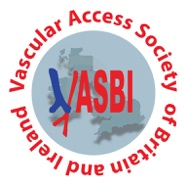 Vascular Access Society of Britain and Ireland
VASBI